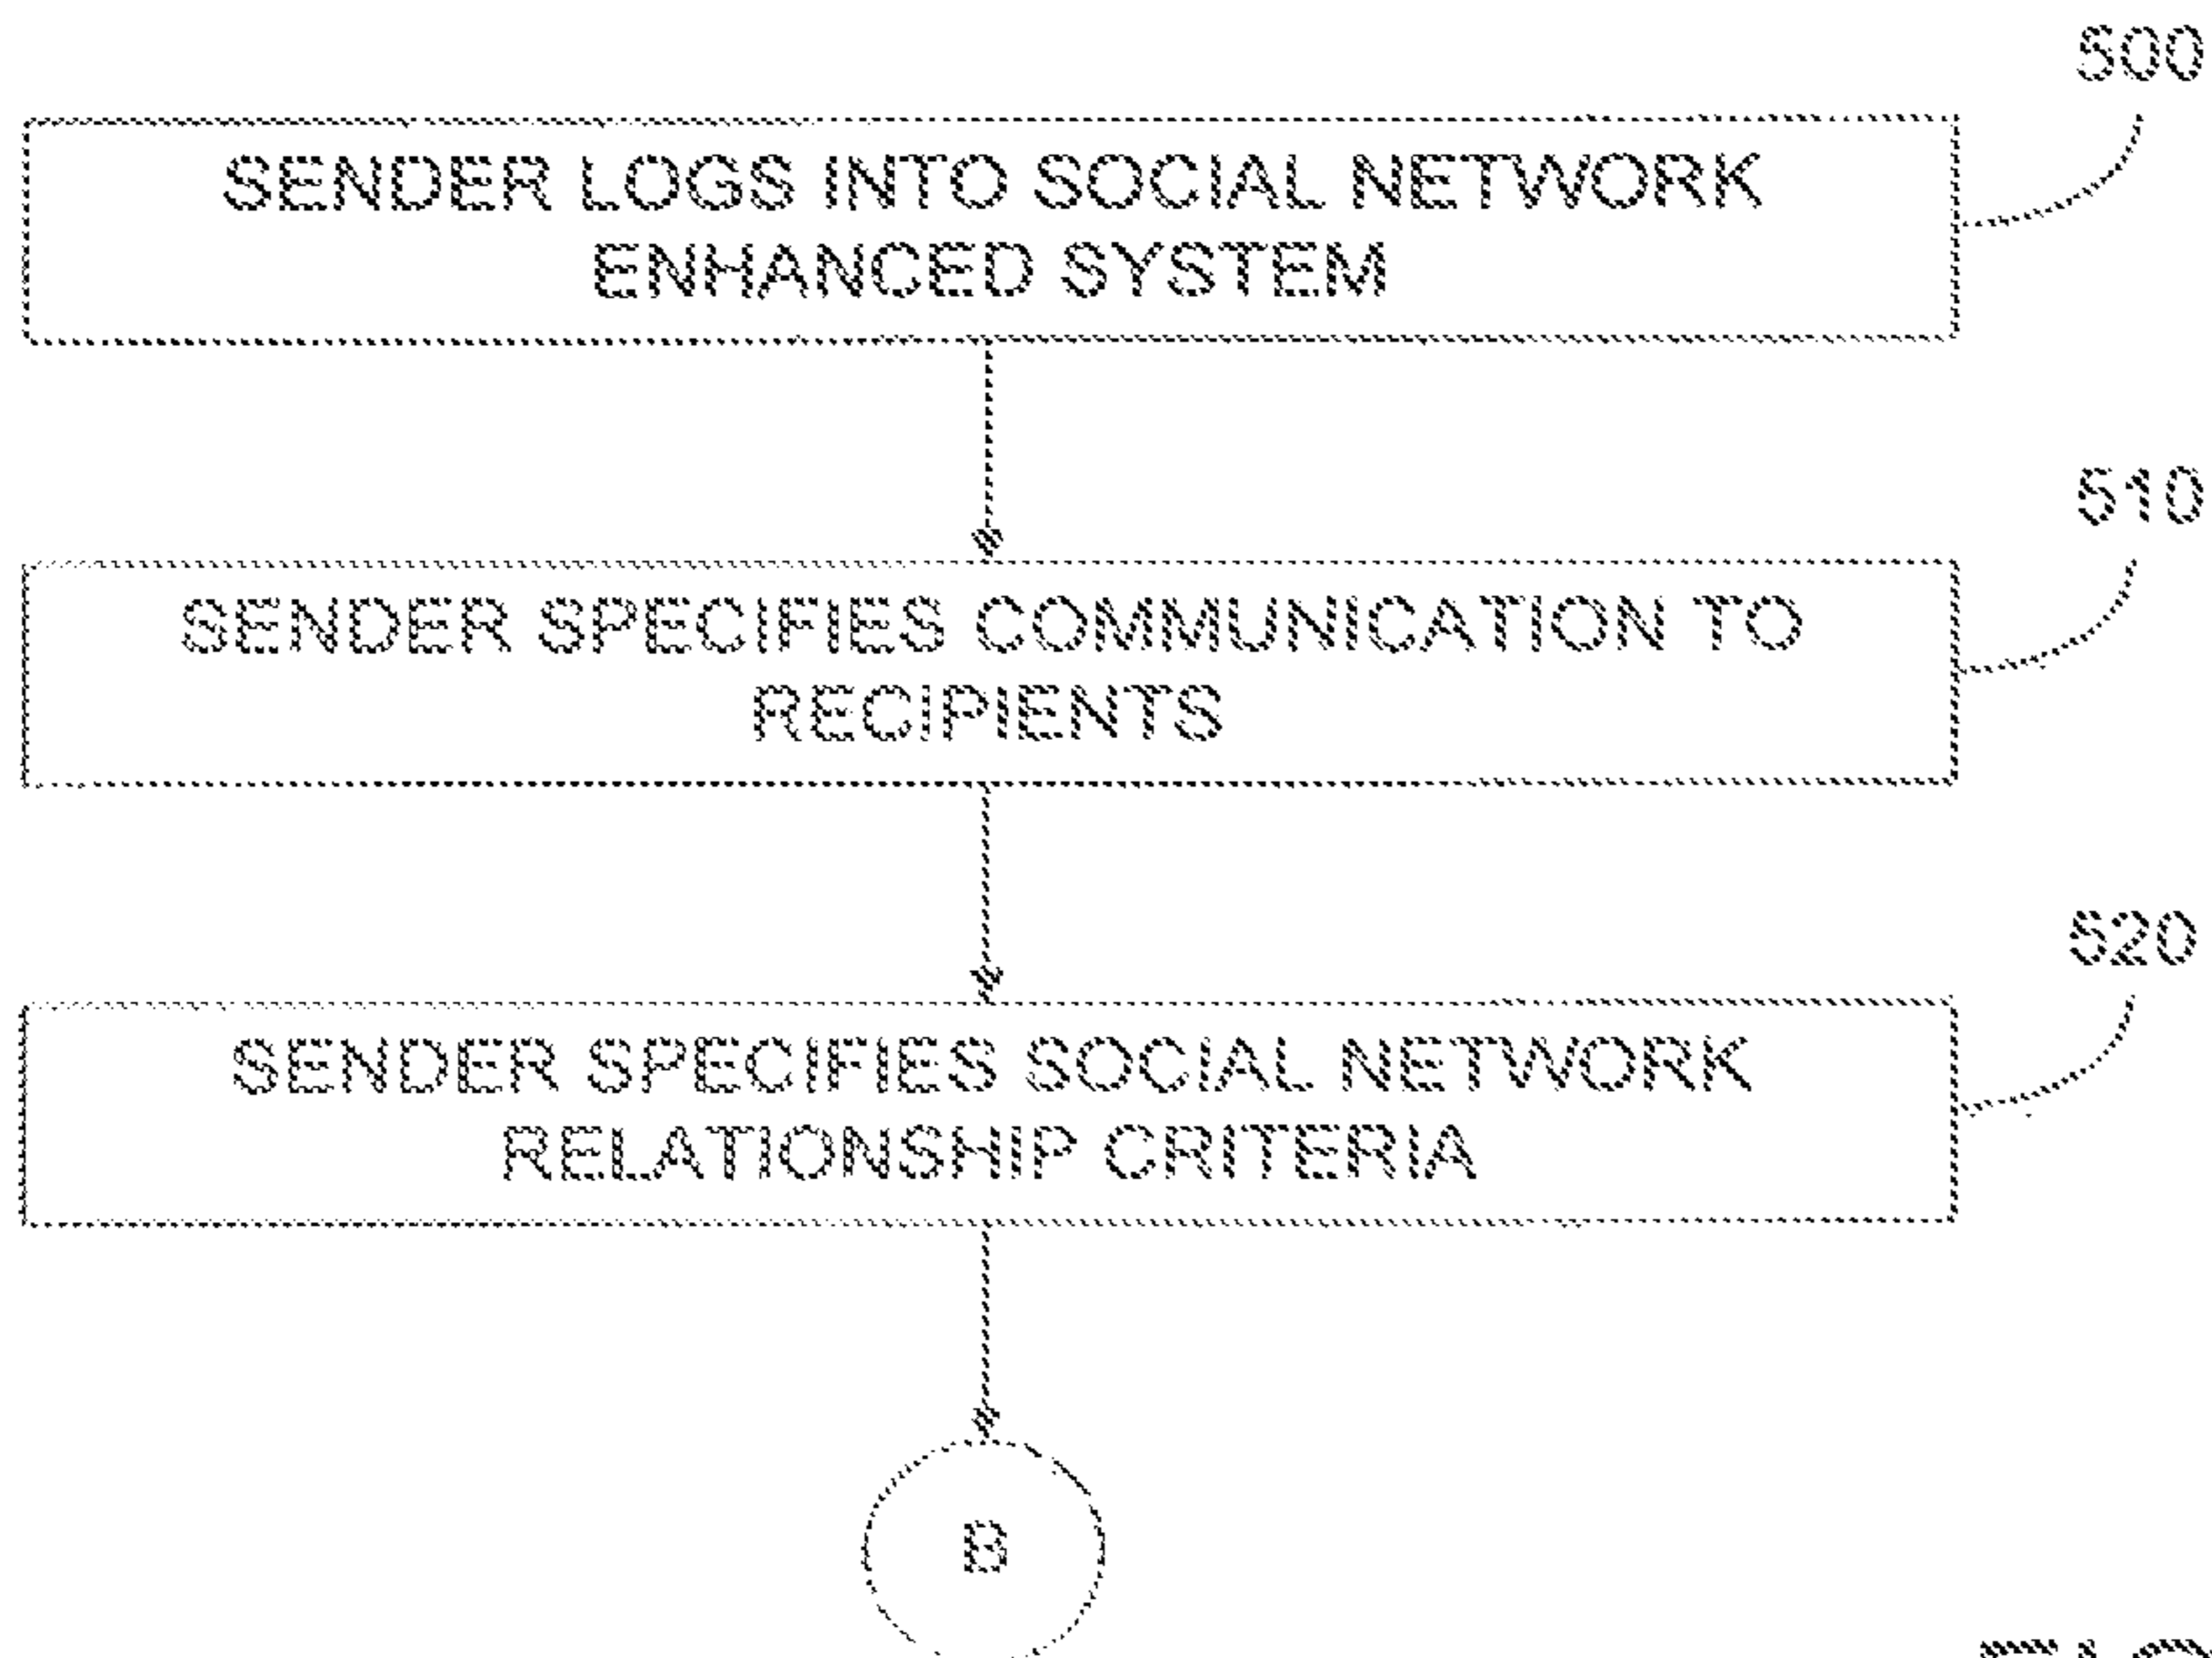 500
SENDER LOGS INTO SOCIAL NETWORK
ENHANCED SYSTEM
510
SENDER SPECIFIES COMMUNICATION TO
RECIPIENTS
520
SENDER SPECIFIES SOCIAL NETWORK
RELATIONSHIP CRITERIA
B